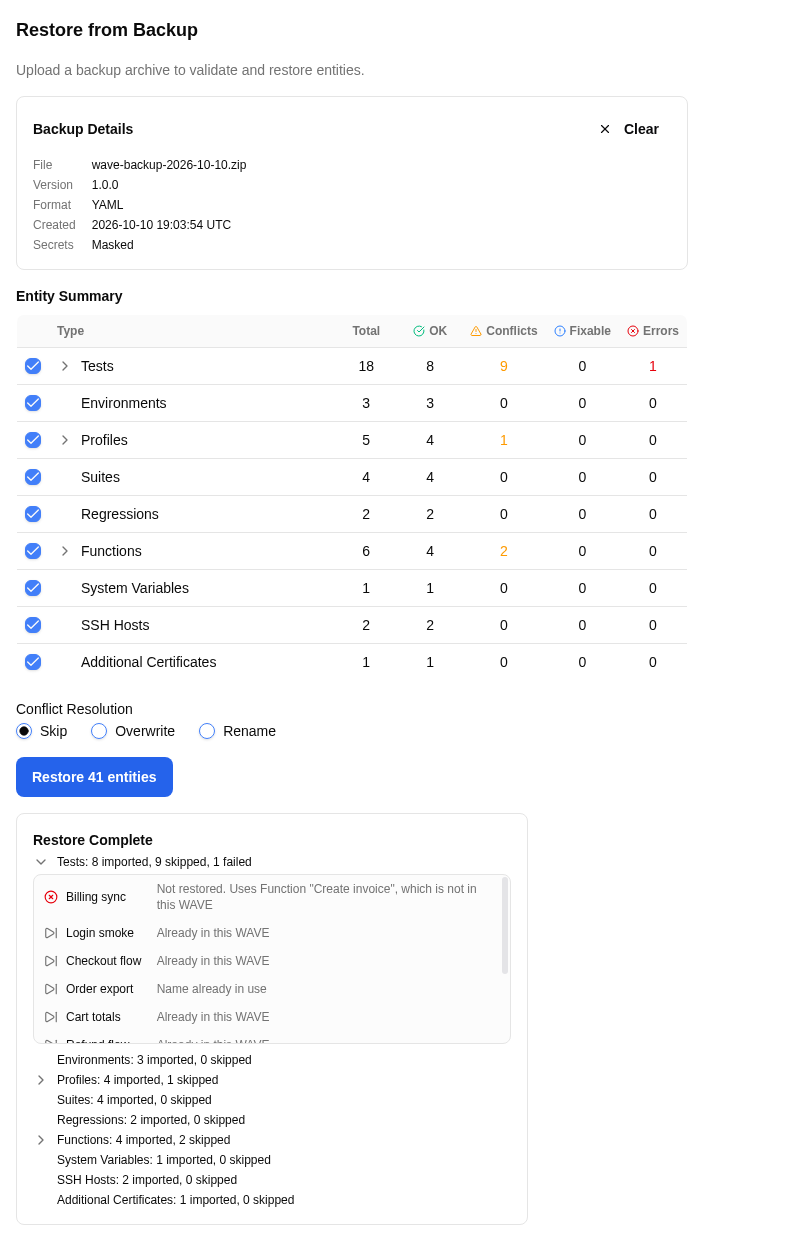 Restore from Backup
Upload a backup archive to validate and restore entities.
Backup Details
Clear
File wave-backup-2026-10-10.zip
Version 1.0.0
Format YAML
Created 2026-10-10 19:03:54 UTC
Secrets Masked
Entity Summary
Type Total OK Conflicts Fixable Errors
Tests 18 8 9 0 1
Environments 3 3 0 0 0
Profiles 5 4 1 0 0
Suites 4 4 0 0 0
Regressions 2 2 0 0 0
Functions 6 4 2 0 0
System Variables 1 1 0 0 0
SSH Hosts 2 2 0 0 0
Additional Certificates 1 1 0 0 0
Conflict Resolution
Skip Overwrite Rename
Restore 41 entities
Restore Complete
Tests: 8 imported, 9 skipped, 1 failed
Billing sync Not restored. Uses Function "Create invoice", which is not in
this WAVE
Login smoke Already in this WAVE
Checkout flow Already in this WAVE
Order export Name already in use
Cart totals Already in this WAVE
Refund flow Already in this WAVE
Environments: 3 imported, 0 skipped
Profiles: 4 imported, 1 skipped
Suites: 4 imported, 0 skipped
Regressions: 2 imported, 0 skipped
Functions: 4 imported, 2 skipped
System Variables: 1 imported, 0 skipped
SSH Hosts: 2 imported, 0 skipped
Additional Certificates: 1 imported, 0 skipped